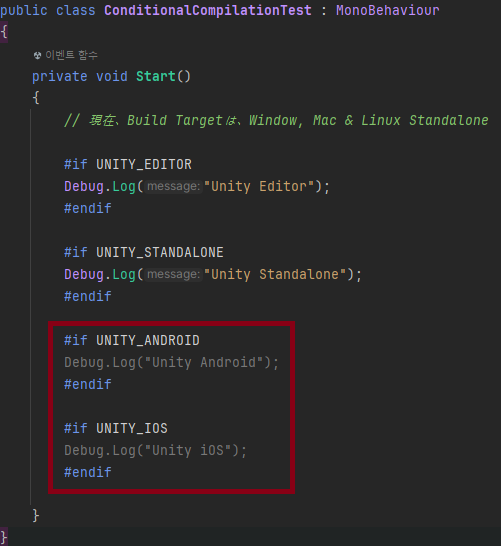 public class ConditionalCompilationTest : MonoBehaviour
{
이벤트 함수
private void Start()
{
// 現在、Build Targetは、Window, Mac & Linux Standalone
#if UNITY_EDITOR
Debug.Log(message:"Unity Editor");
#endif
#if UNITY_STANDALONE
Debug.Log(message:"Unity Standalone");
#endif
#if UNITY_ANDROID
Debug.Log("Unity Android");
#endif
#if UNITY_IOS
Debug.Log("Unity iOS");
#endif
}
}